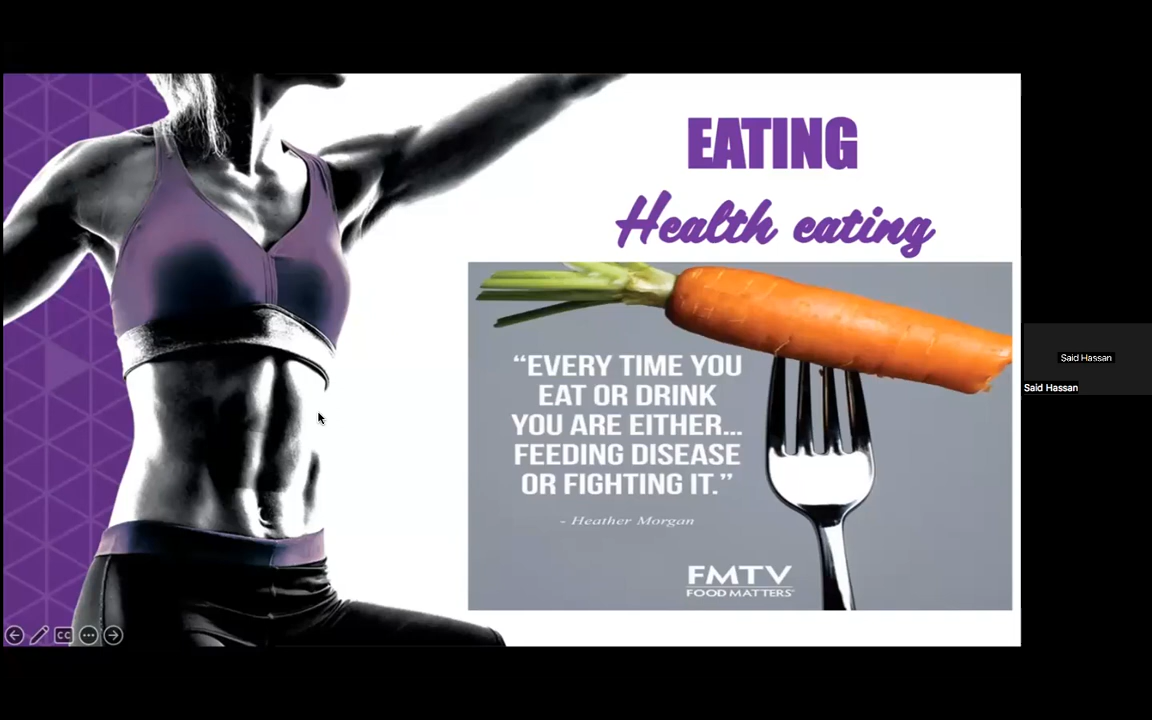 EATING
Health eating
“EVERY TIME YOU
EAT OR DRINK
YOU ARE EITHER...
FEEDING DISEASE
OR FIGHTING IT.”
- Heather Morgan
FMTV
FOOD MATTERS
Said Hassan
Said Hassan
CC